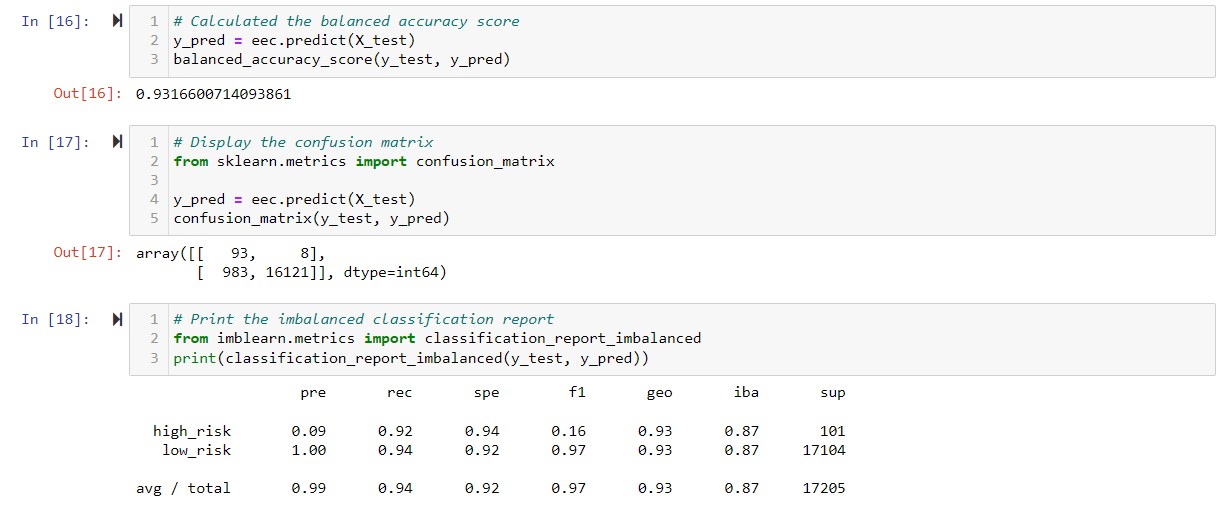 In [16]:
1 # Calculated the balanced accuracy score
2 y_pred = eec.predict(X_test)
3 balanced_accuracy_score(y_test, y_pred)
Out[16]: 0.9316600714093861
In [17]:
1 # Display the confusion matrix
2 from sklearn.metrics import confusion_matrix
3
4 y_pred = eec.predict(X_test)
5 confusion_matrix(y_test, y_pred)
Out[17]: array([[   93,     8],
       [  983, 16121]], dtype=int64)
In [18]:
1 # Print the imbalanced classification report
2 from imblearn.metrics import classification_report_imbalanced
3 print(classification_report_imbalanced(y_test, y_pred))
pre rec spe f1 geo iba sup
high_risk 0.09 0.92 0.94 0.16 0.93 0.87 101
low_risk 1.00 0.94 0.92 0.97 0.93 0.87 17104
avg / total 0.99 0.94 0.92 0.97 0.93 0.87 17205